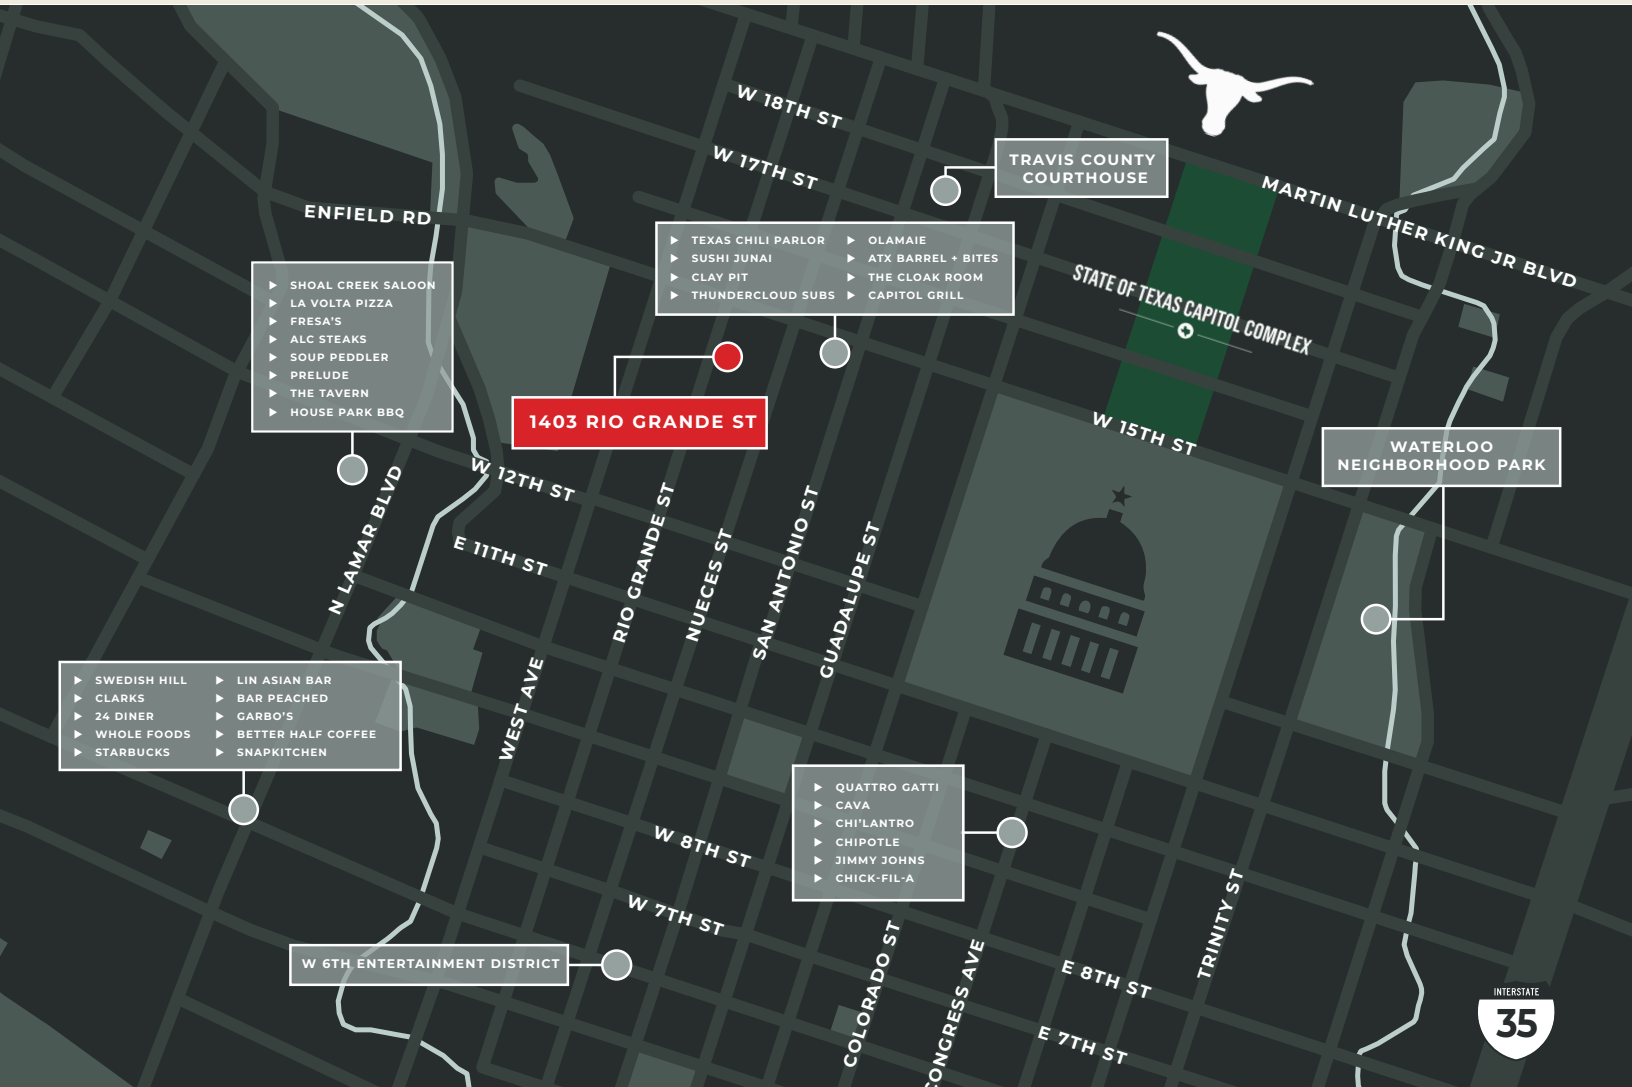 W 18TH ST
W 17TH ST
TRAVIS COUNTY
COURTHOUSE
MARTIN LUTHER KING JR BLVD
ENFIELD RD
TEXAS CHILI PARLOR
SUSHI JUNAI
CLAY PIT
THUNDERCLOUD SUBS
OLAMAIE
ATX BARREL + BITES
THE CLOAK ROOM
CAPITOL GRILL
STATE OF TEXAS CAPITOL COMPLEX
SHOAL CREEK SALOON
LA VOLTA PIZZA
FRESA'S
ALC STEAKS
SOUP PEDDLER
PRELUDE
THE TAVERN
HOUSE PARK BBQ
1403 RIO GRANDE ST
W 15TH ST
WATERLOO
NEIGHBORHOOD PARK
W 12TH ST
E 11TH ST
N LAMAR BLVD
RIO GRANDE ST
NUECES ST
SAN ANTONIO ST
GUADALUPE ST
WEST AVE
SWEDISH HILL
CLARKS
24 DINER
WHOLE FOODS
STARBUCKS
LIN ASIAN BAR
BAR PEACHED
GARBO'S
BETTER HALF COFFEE
SNAPKITCHEN
QUATTRO GATTI
CAVA
CHI'LANTRO
CHIPOTLE
JIMMY JOHNS
CHICK-FIL-A
W 8TH ST
W 7TH ST
W 6TH ENTERTAINMENT DISTRICT
COLORADO ST
CONGRESS AVE
TRINITY ST
E 8TH ST
E 7TH ST
INTERSTATE
35